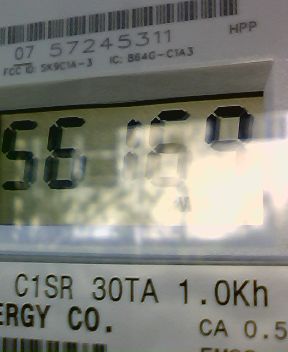 07 57245311 HPP
FCC ID: SK9C1A-3 IC: 864G-C1A3
C1SR 30TA 1.0Kh
ERGY CO.
CA 0.5